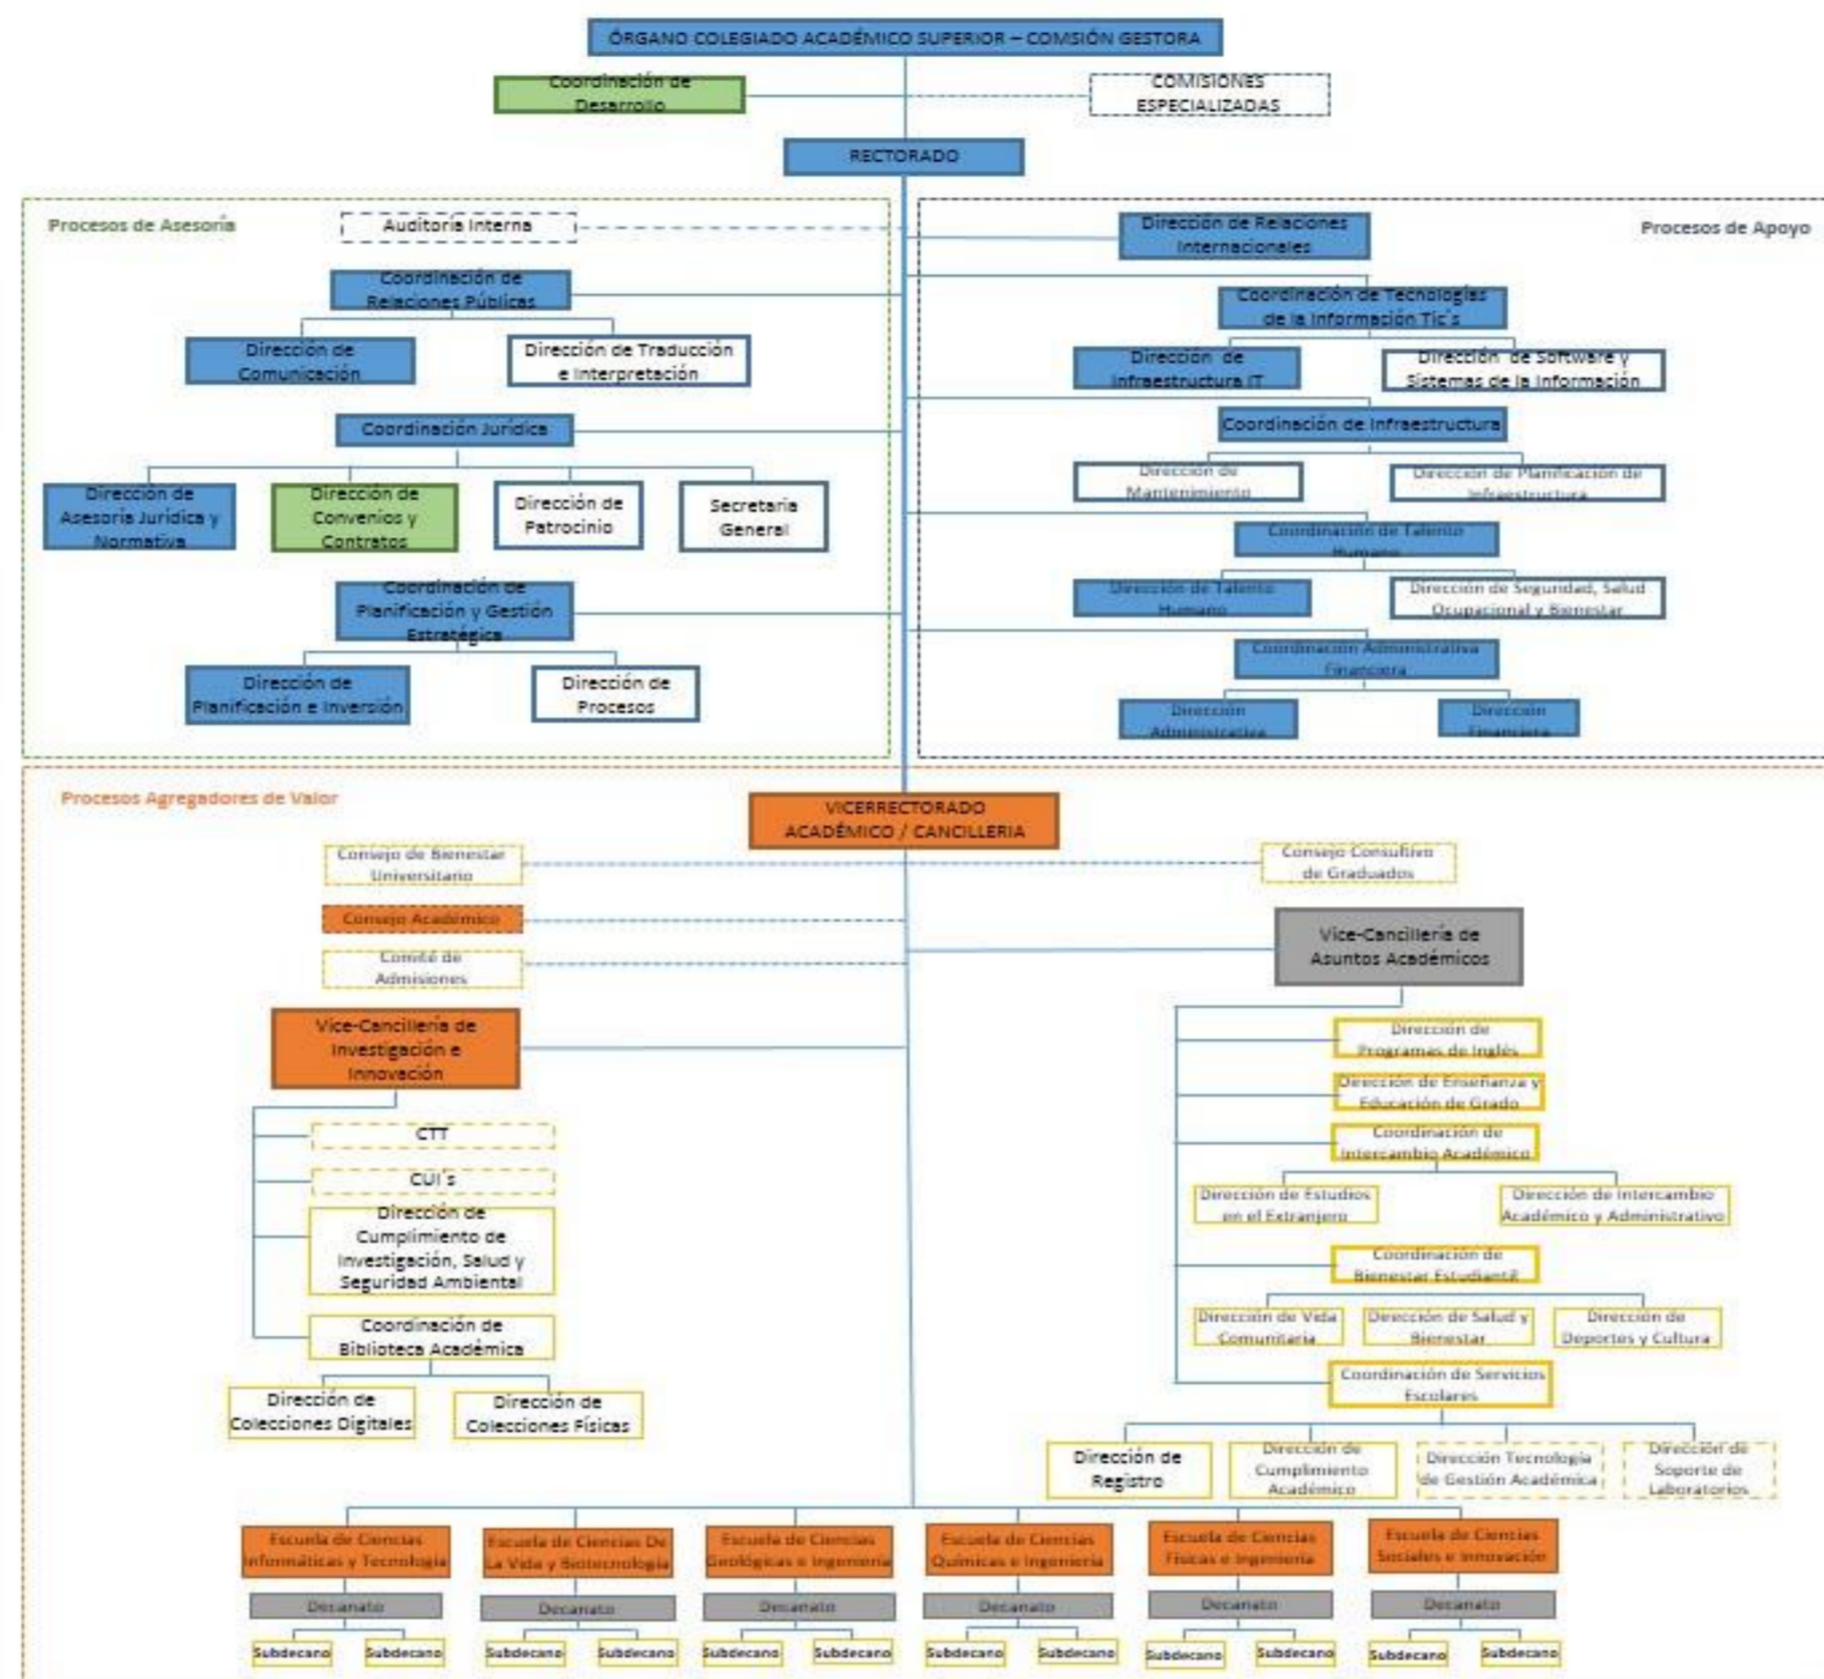 ÓRGANO COLEGIADO ACADÉMICO SUPERIOR – COMSIÓN GESTORA
Coordinación de
Desarrollo
COMISIONES
ESPECIALIZADAS
RECTORADO
Procesos de Asesoría
Auditoría Interna
Coordinación de
Relaciones Públicas
Dirección de
Comunicación
Dirección de Traducción
e Interpretación
Coordinación Jurídica
Dirección de
Asesoría Jurídica y
Normativa
Dirección de
Convenios y
Contratos
Dirección de
Patrocinio
Secretaría
General
Coordinación de
Planificación y Gestión
Estratégica
Dirección de
Planificación e Inversión
Dirección de
Procesos
Procesos de Apoyo
Dirección de Relaciones
Internacionales
Coordinación de Tecnologías
de la Información Tic´s
Dirección de
Infraestructura IT
Dirección de Software y
Sistemas de la Información
Coordinación de Infraestructura
Dirección de
Mantenimiento
Dirección de Planificación de
Infraestructura
Coordinación de Talento
Humano
Dirección de Talento
Humano
Dirección de Seguridad, Salud
Ocupacional y Bienestar
Coordinación Administrativa
Financiera
Dirección
Administrativa
Dirección
Financiera
Procesos Agregadores de Valor
VICERRECTORADO
ACADÉMICO / CANCILLERIA
Consejo de Bienestar
Universitario
Consejo Consultivo
de Graduados
Consejo Académico
Comité de
Admisiones
Vice-Cancillería de
Investigación e
Innovación
CTT
CUI´s
Dirección de
Cumplimiento de
Investigación, Salud y
Seguridad Ambiental
Coordinación de
Biblioteca Académica
Dirección de
Colecciones Digitales
Dirección de
Colecciones Físicas
Vice-Cancillería de
Asuntos Académicos
Dirección de
Programas de Inglés
Dirección de Enseñanza y
Educación de Grado
Coordinación de
Intercambio Académico
Dirección de Estudios
en el Extranjero
Dirección de Intercambio
Académico y Administrativo
Coordinación de
Bienestar Estudiantil
Dirección de Vida
Comunitaria
Dirección de Salud y
Bienestar
Dirección de
Deportes y Cultura
Coordinación de Servicios
Escolares
Dirección de
Registro
Dirección de
Cumplimiento
Académico
Dirección Tecnología
de Gestión Académica
Dirección de
Soporte de
Laboratorios
Escuela de Ciencias
Informáticas y Tecnología
Escuela de Ciencias De
La Vida y Biotecnología
Escuela de Ciencias
Geológicas e Ingeniería
Escuela de Ciencias
Químicas e Ingeniería
Escuela de Ciencias
Físicas e Ingeniería
Escuela de Ciencias
Sociales e Innovación
Decanato
Decanato
Decanato
Decanato
Decanato
Decanato
Subdecano
Subdecano
Subdecano
Subdecano
Subdecano
Subdecano
Subdecano
Subdecano
Subdecano
Subdecano
Subdecano
Subdecano